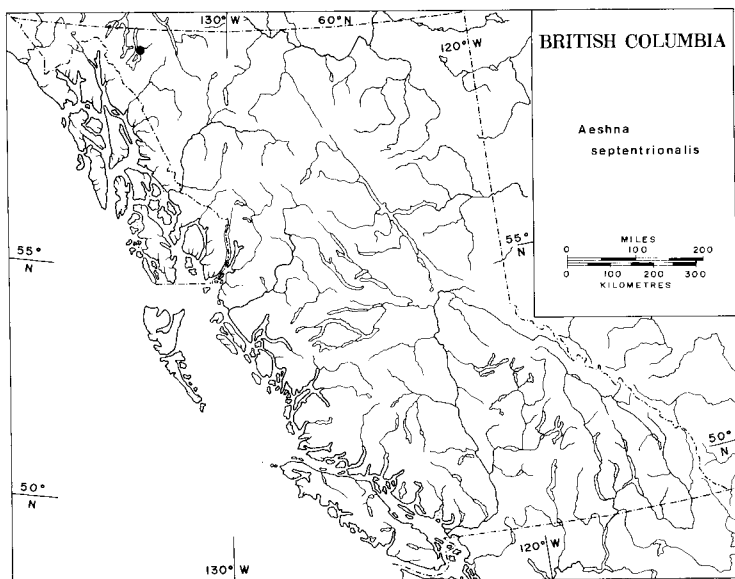 130° W
60° N
120° W
BRITISH COLUMBIA
Aeshna
septentrionalis
MILES
0 100 200
0 200 300
KILOMETRES
55°
N
55°
N
50°
N
50°
N
130° W
120° W